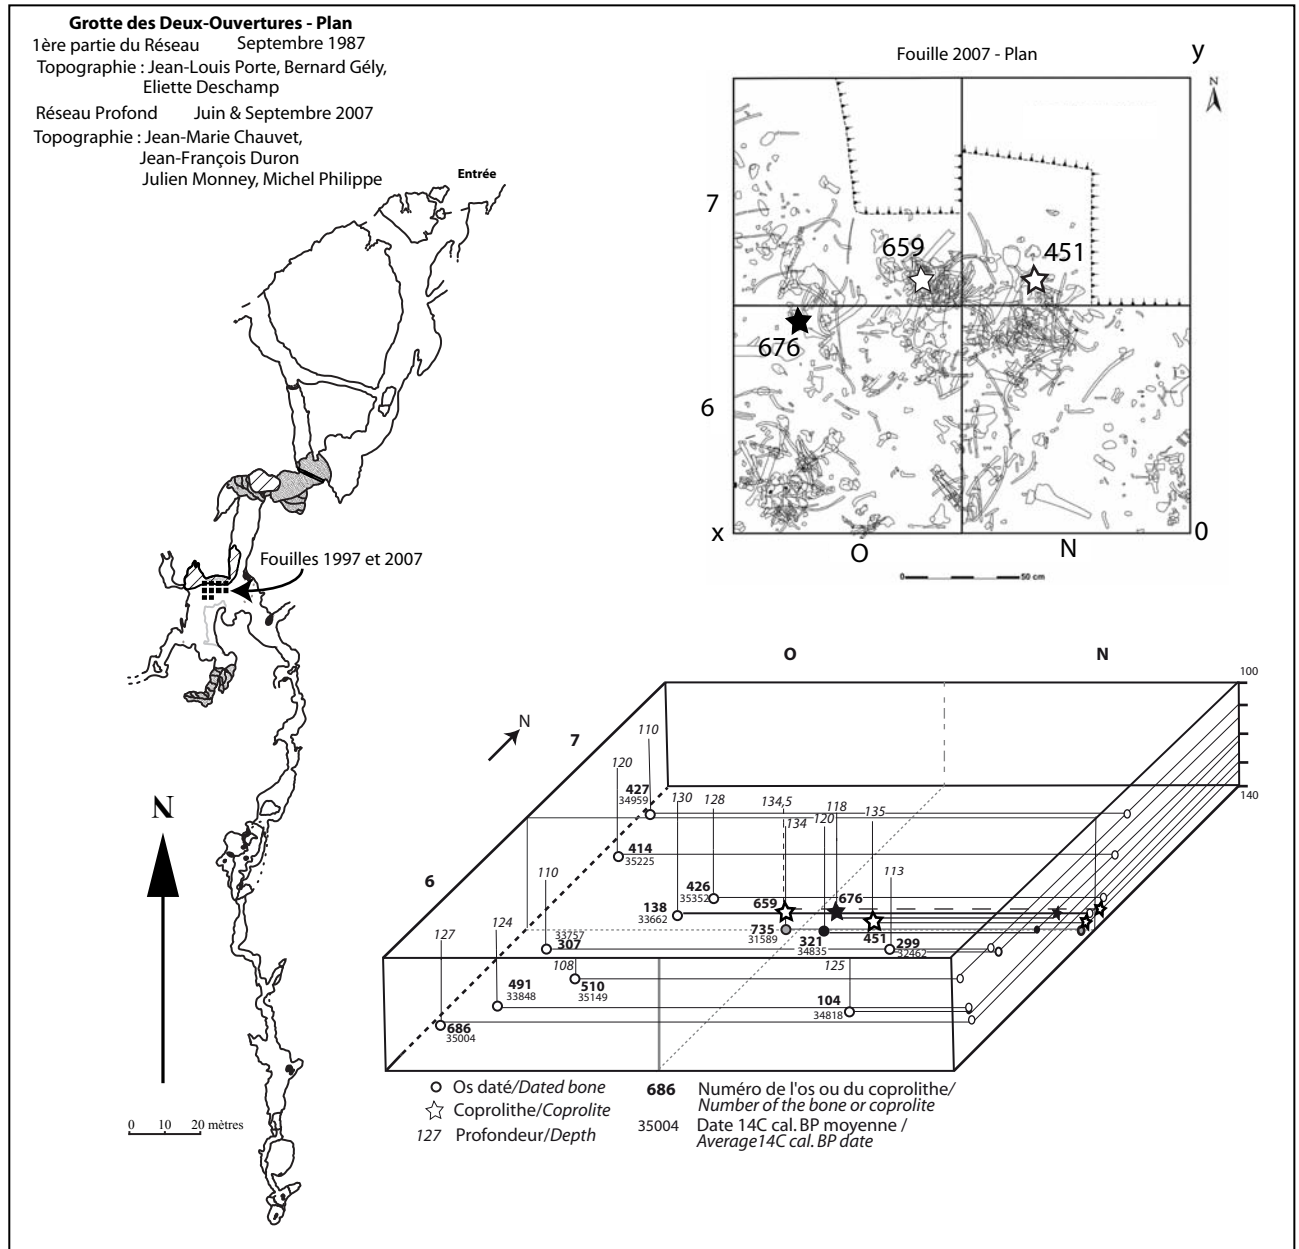 Grotte des Deux-Ouvertures - Plan
1ère partie du Réseau Septembre 1987
Topographie : Jean-Louis Porte, Bernard Gély,
Eliette Deschamp
Réseau Profond Juin & Septembre 2007
Topographie : Jean-Marie Chauvet,
Jean-François Duron
Julien Monney, Michel Philippe
Entrée
Fouilles 1997 et 2007
N
0 10 20 mètres
Fouille 2007 - Plan
y
N
7
659
451
676
6
x
O
N
0
0 50 cm
O
N
100
140
N
7
6
110
120
427
34959
130
128
134,5
118
134
120
135
414
35225
110
426
35352
659
676
113
138
33662
124
127
33757
307
735
31589
321
34835
451
299
32462
108
125
491
33848
510
35149
104
34818
686
35004
Os daté/Dated bone
Coprolithe/Coprolite
127 Profondeur/Depth
686 Numéro de l'os ou du coprolithe/
Number of the bone or coprolite
35004 Date 14C cal. BP moyenne /
Average14C cal. BP date